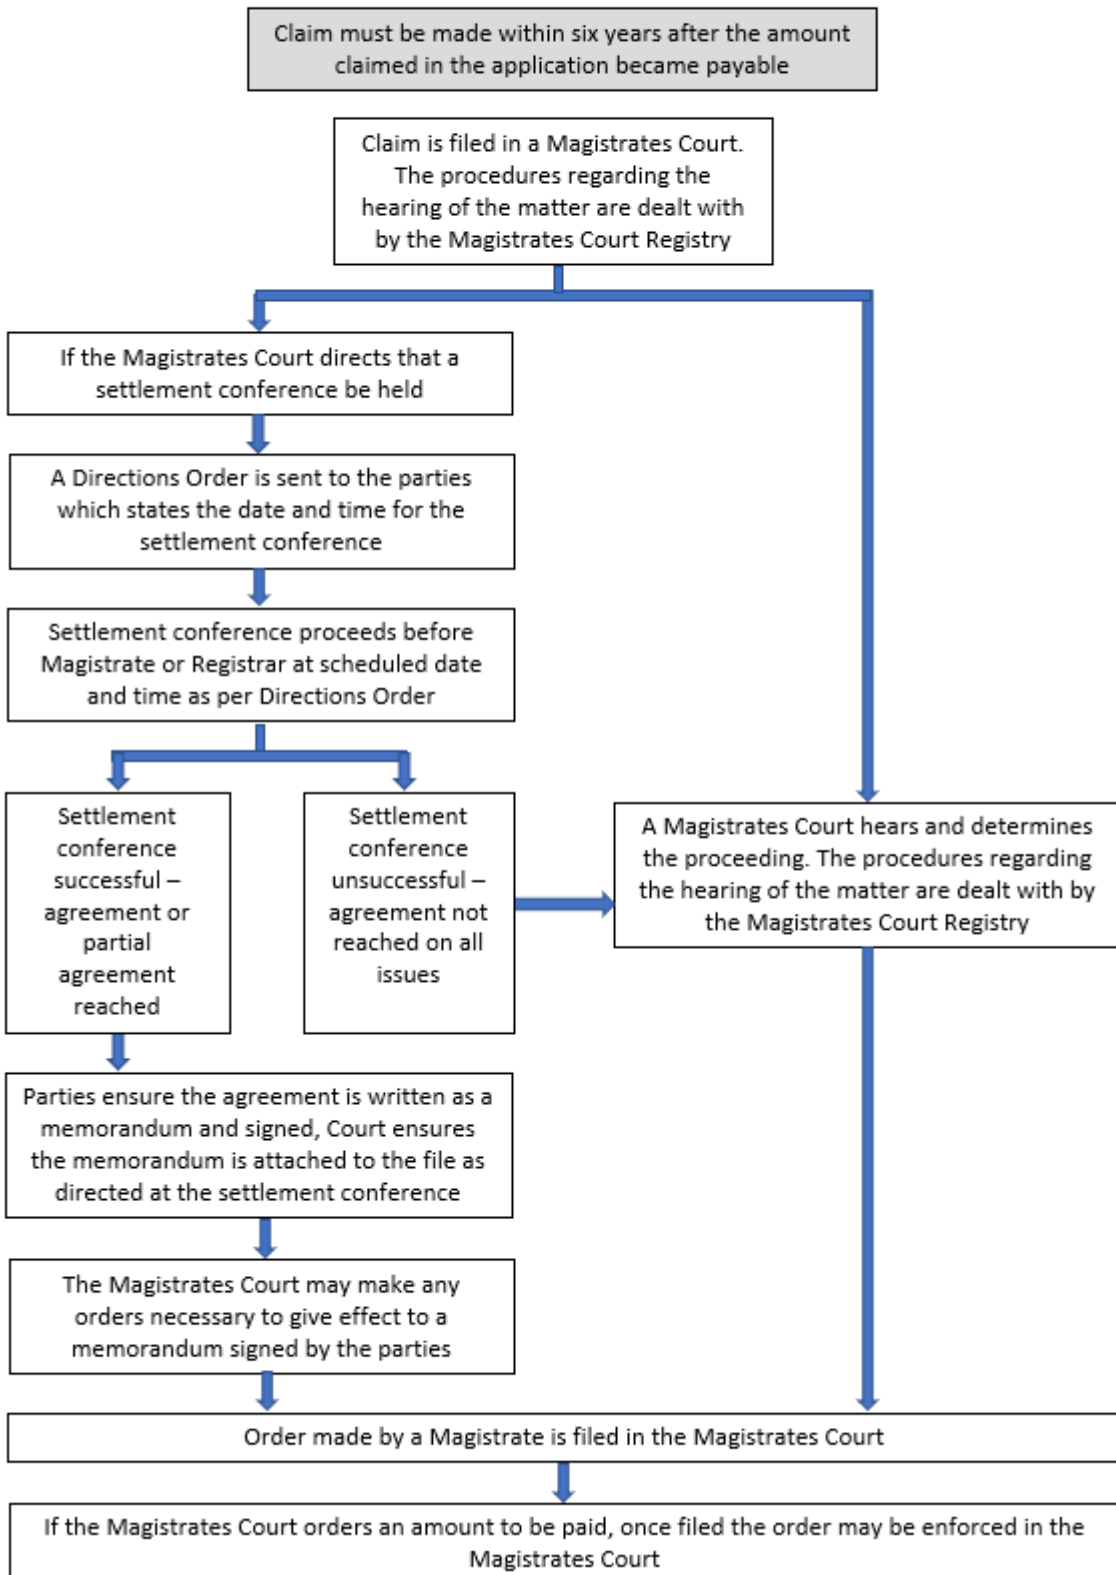 Claim must be made within six years after the amount
claimed in the application became payable
Claim is filed in a Magistrates Court.
The procedures regarding the
hearing of the matter are dealt with
by the Magistrates Court Registry
If the Magistrates Court directs that a
settlement conference be held
A Directions Order is sent to the parties
which states the date and time for the
settlement conference
Settlement conference proceeds before
Magistrate or Registrar at scheduled date
and time as per Directions Order
Settlement
conference
successful –
agreement or
partial
agreement
reached
Settlement
conference
unsuccessful –
agreement not
reached on all
issues
A Magistrates Court hears and determines
the proceeding. The procedures regarding
the hearing of the matter are dealt with by
the Magistrates Court Registry
Parties ensure the agreement is written as a
memorandum and signed, Court ensures
the memorandum is attached to the file as
directed at the settlement conference
The Magistrates Court may make any
orders necessary to give effect to a
memorandum signed by the parties
Order made by a Magistrate is filed in the Magistrates Court
If the Magistrates Court orders an amount to be paid, once filed the order may be enforced in the
Magistrates Court